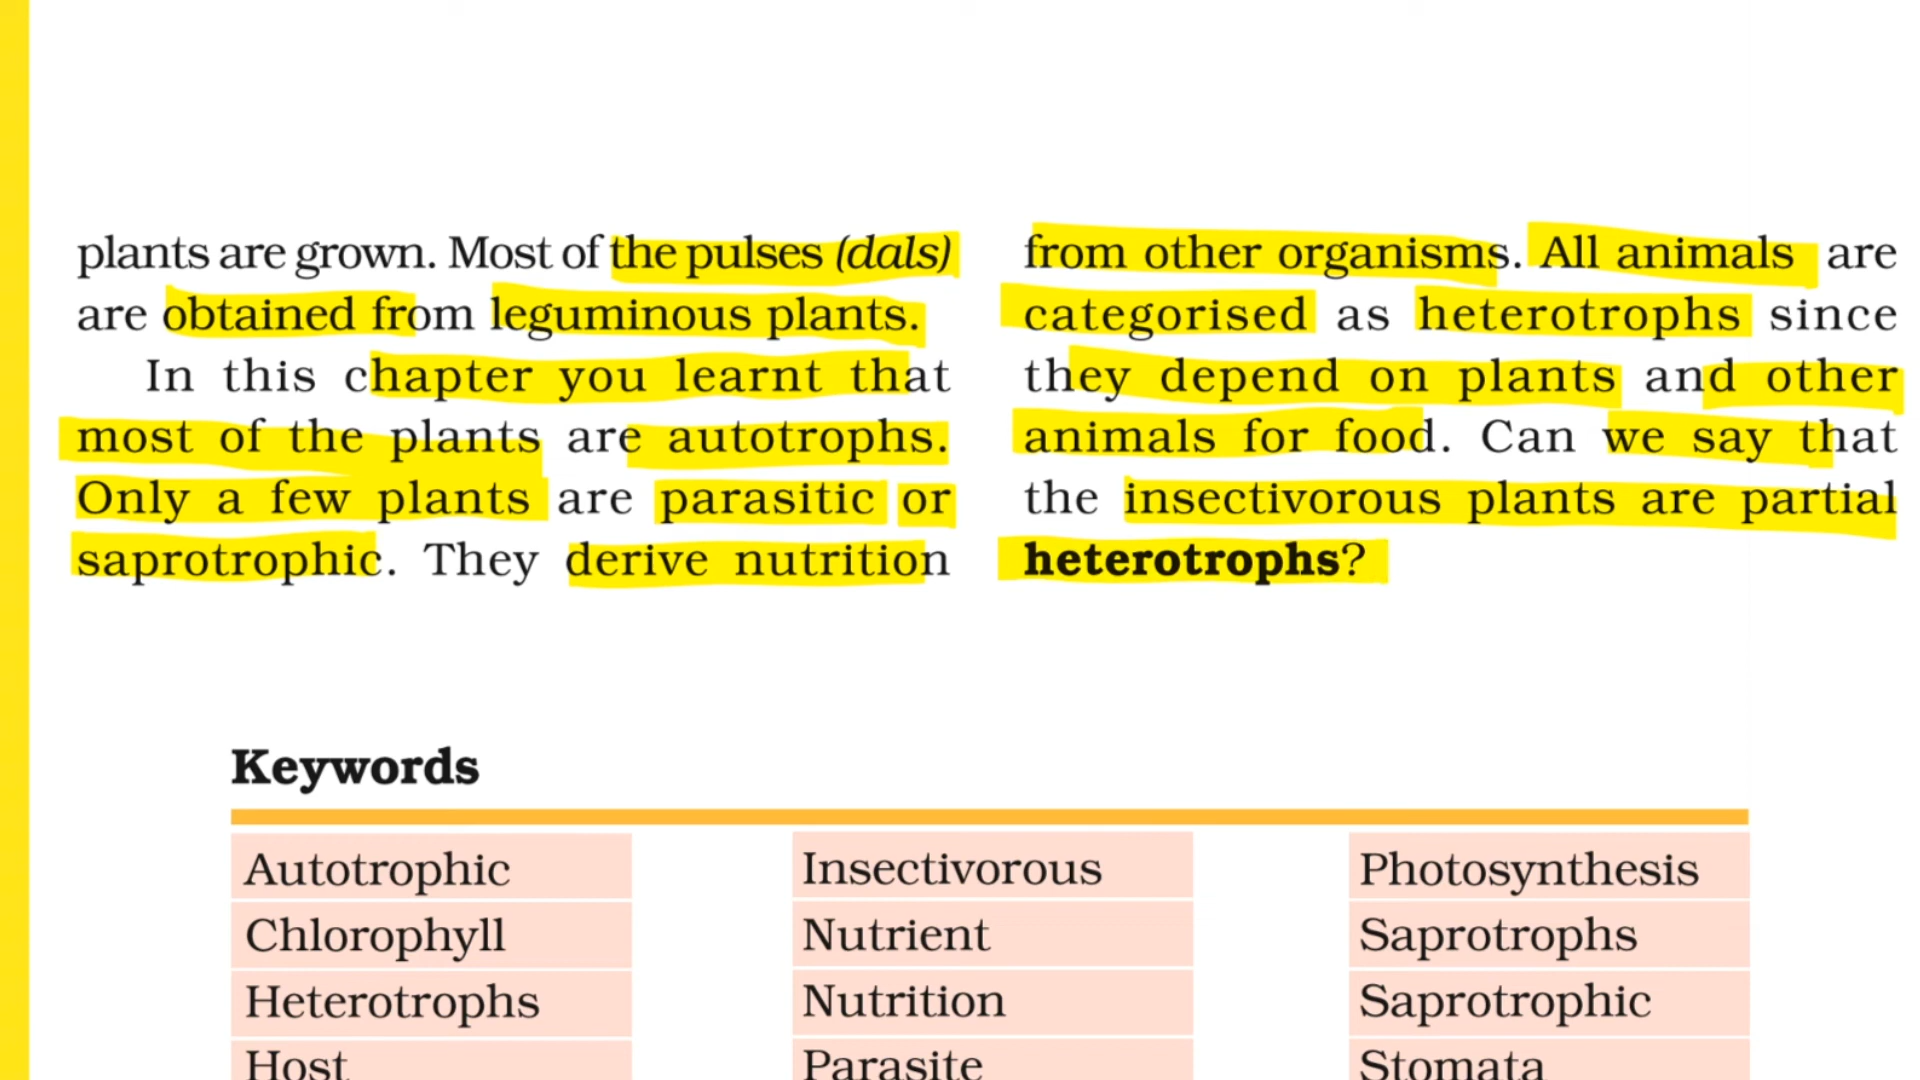 plants are grown. Most of the pulses (dals)
are obtained from leguminous plants.
In this chapter you learnt that
most of the plants are autotrophs.
Only a few plants are parasitic or
saprotrophic. They derive nutrition
from other organisms. All animals are
categorised as heterotrophs since
they depend on plants and other
animals for food. Can we say that
the insectivorous plants are partial
heterotrophs?
Keywords
Autotrophic
Chlorophyll
Heterotrophs
Host
Insectivorous
Nutrient
Nutrition
Parasite
Photosynthesis
Saprotrophs
Saprotrophic
Stomata